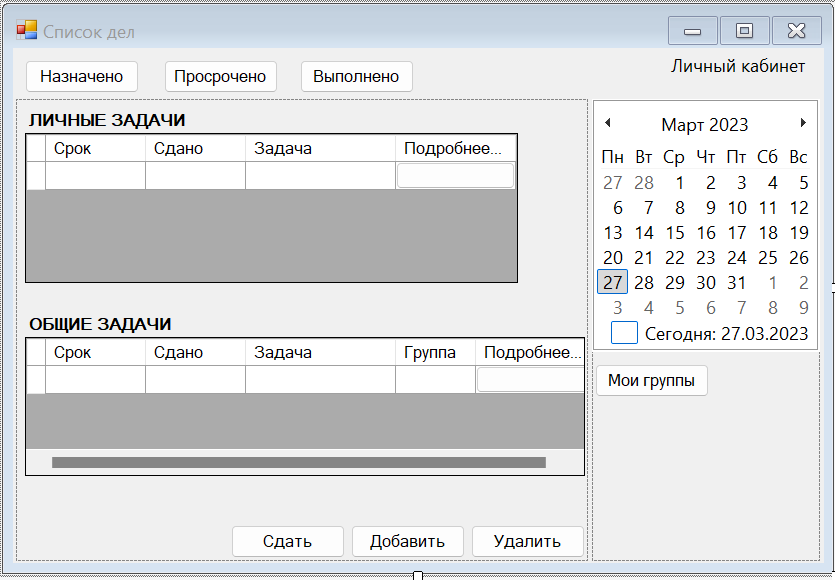 Список дел
Назначено Просрочено Выполнено
Личный кабинет
ЛИЧНЫЕ ЗАДАЧИ
Срок Сдано Задача Подробнее...
ОБЩИЕ ЗАДАЧИ
Срок Сдано Задача Группа Подробнее...
Сдать Добавить Удалить
Март 2023
Пн Вт Ср Чт Пт Сб Вс
27 28 1 2 3 4 5
6 7 8 9 10 11 12
13 14 15 16 17 18 19
20 21 22 23 24 25 26
27 28 29 30 31 1 2
3 4 5 6 7 8 9
Сегодня: 27.03.2023
Мои группы